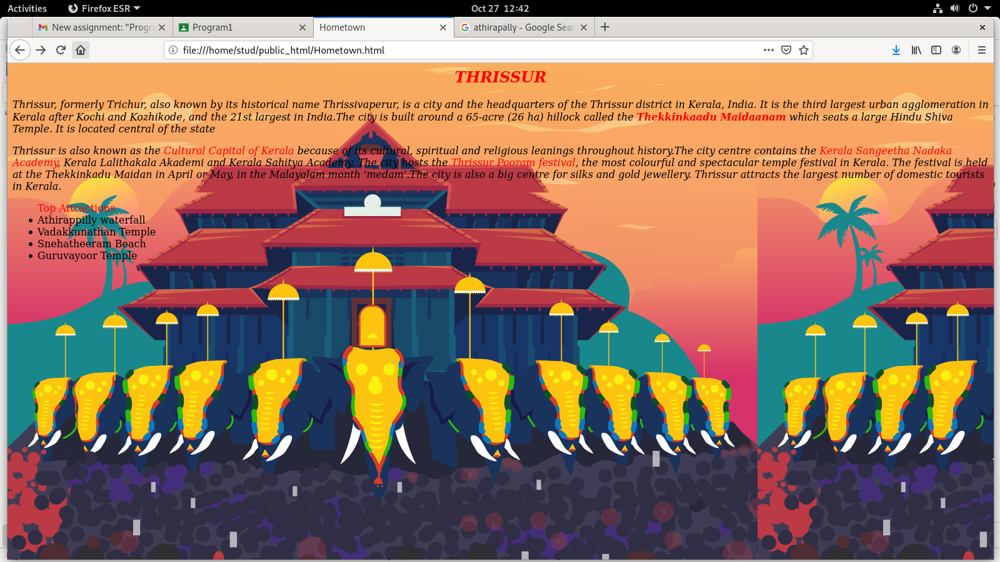 Activities Firefox ESR Oct 27 12:42
New assignment: "Progra Program1 Hometown athirapally - Google Sear
file:///home/stud/public_html/Hometown.html
THRISSUR
Thrissur, formerly Trichur, also known by its historical name Thrissivaperur, is a city and the headquarters of the Thrissur district in Kerala, India. It is the third largest urban agglomeration in
Kerala after Kochi and Kozhikode, and the 21st largest in India.The city is built around a 65-acre (26 ha) hillock called the Thekkinkaadu Maidaanam which seats a large Hindu Shiva
Temple. It is located central of the state
Thrissur is also known as the Cultural Capital of Kerala because of its cultural, spiritual and religious leanings throughout history.The city centre contains the Kerala Sangeetha Nadaka
Academy, Kerala Lalithakala Akademi and Kerala Sahitya Academy. The city hosts the Thrissur Pooram festival, the most colourful and spectacular temple festival in Kerala. The festival is held
at the Thekkinkadu Maidan in April or May, in the Malayalam month 'medam'.The city is also a big centre for silks and gold jewellery. Thrissur attracts the largest number of domestic tourists
in Kerala.
Top Attractions
Athirappilly waterfall
Vadakkunathan Temple
Snehatheeram Beach
Guruvayoor Temple